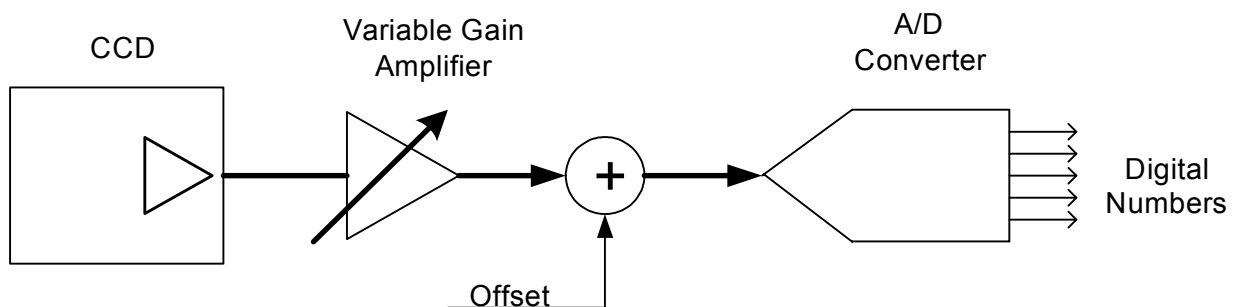 CCD
Variable Gain
Amplifier
A/D
Converter
+
Digital
Numbers
Offset